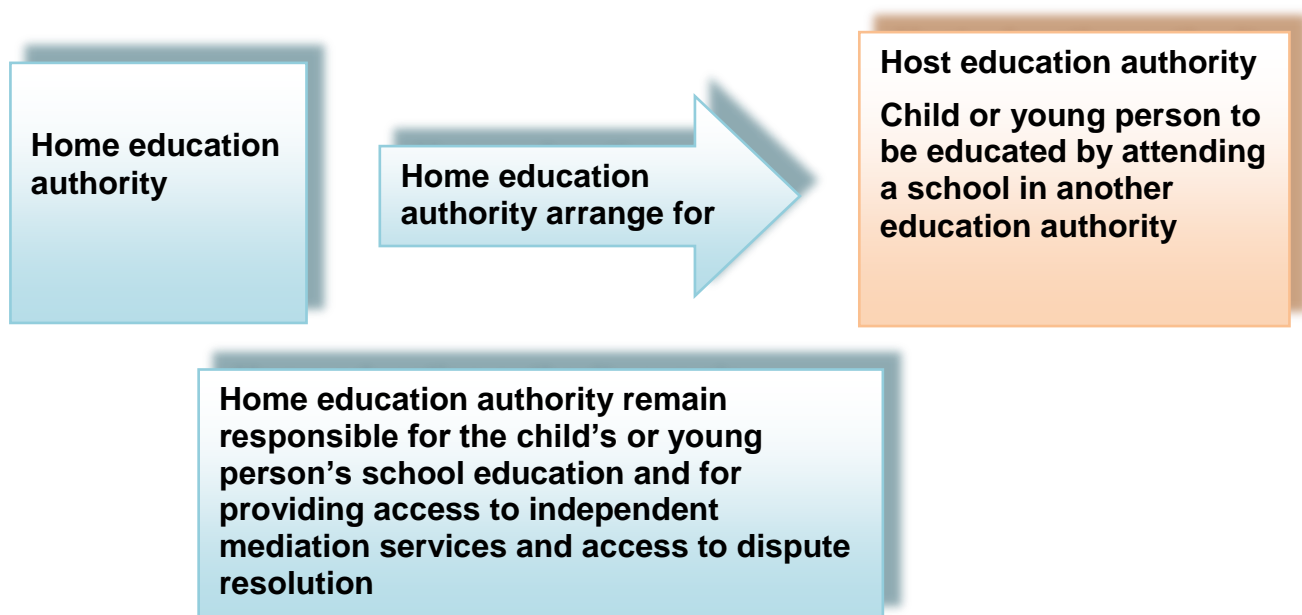 Home education
authority
Home education
authority arrange for
Host education authority
Child or young person to
be educated by attending
a school in another
education authority
Home education authority remain
responsible for the child’s or young
person’s school education and for
providing access to independent
mediation services and access to dispute
resolution